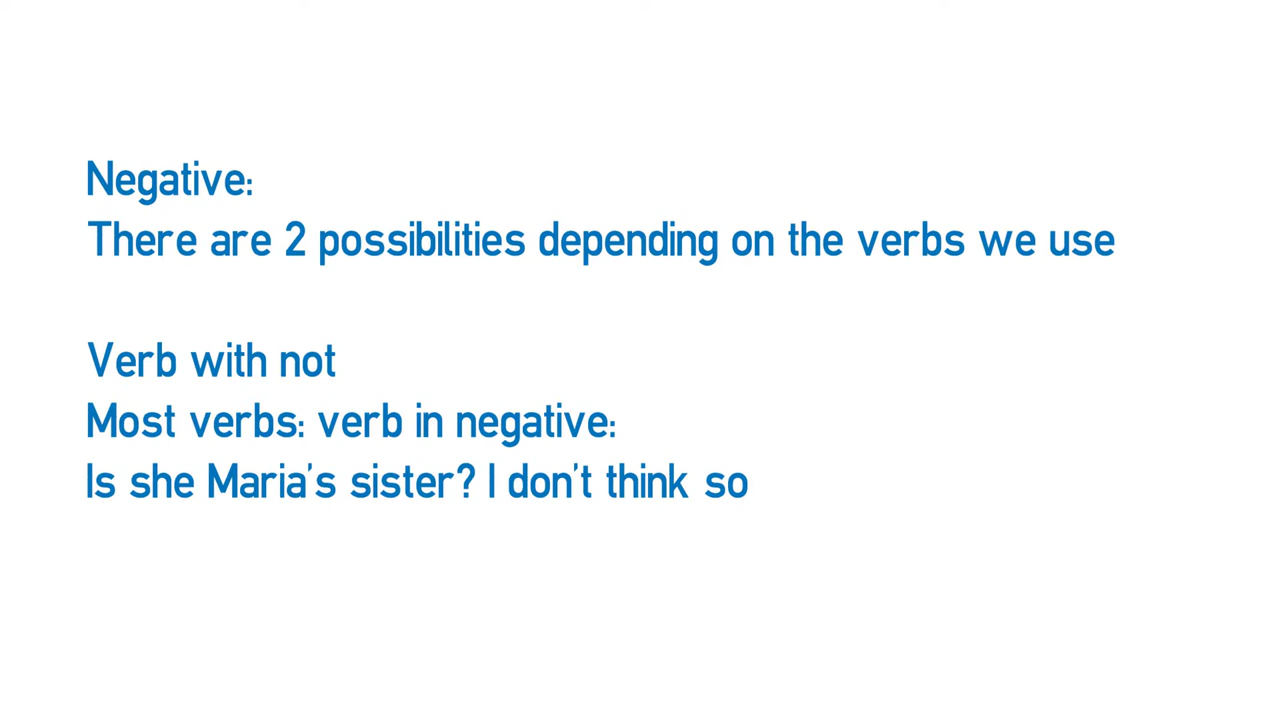 Negative:
There are 2 possibilities depending on the verbs we use
Verb with not
Most verbs: verb in negative:
Is she Maria's sister? I don't think so